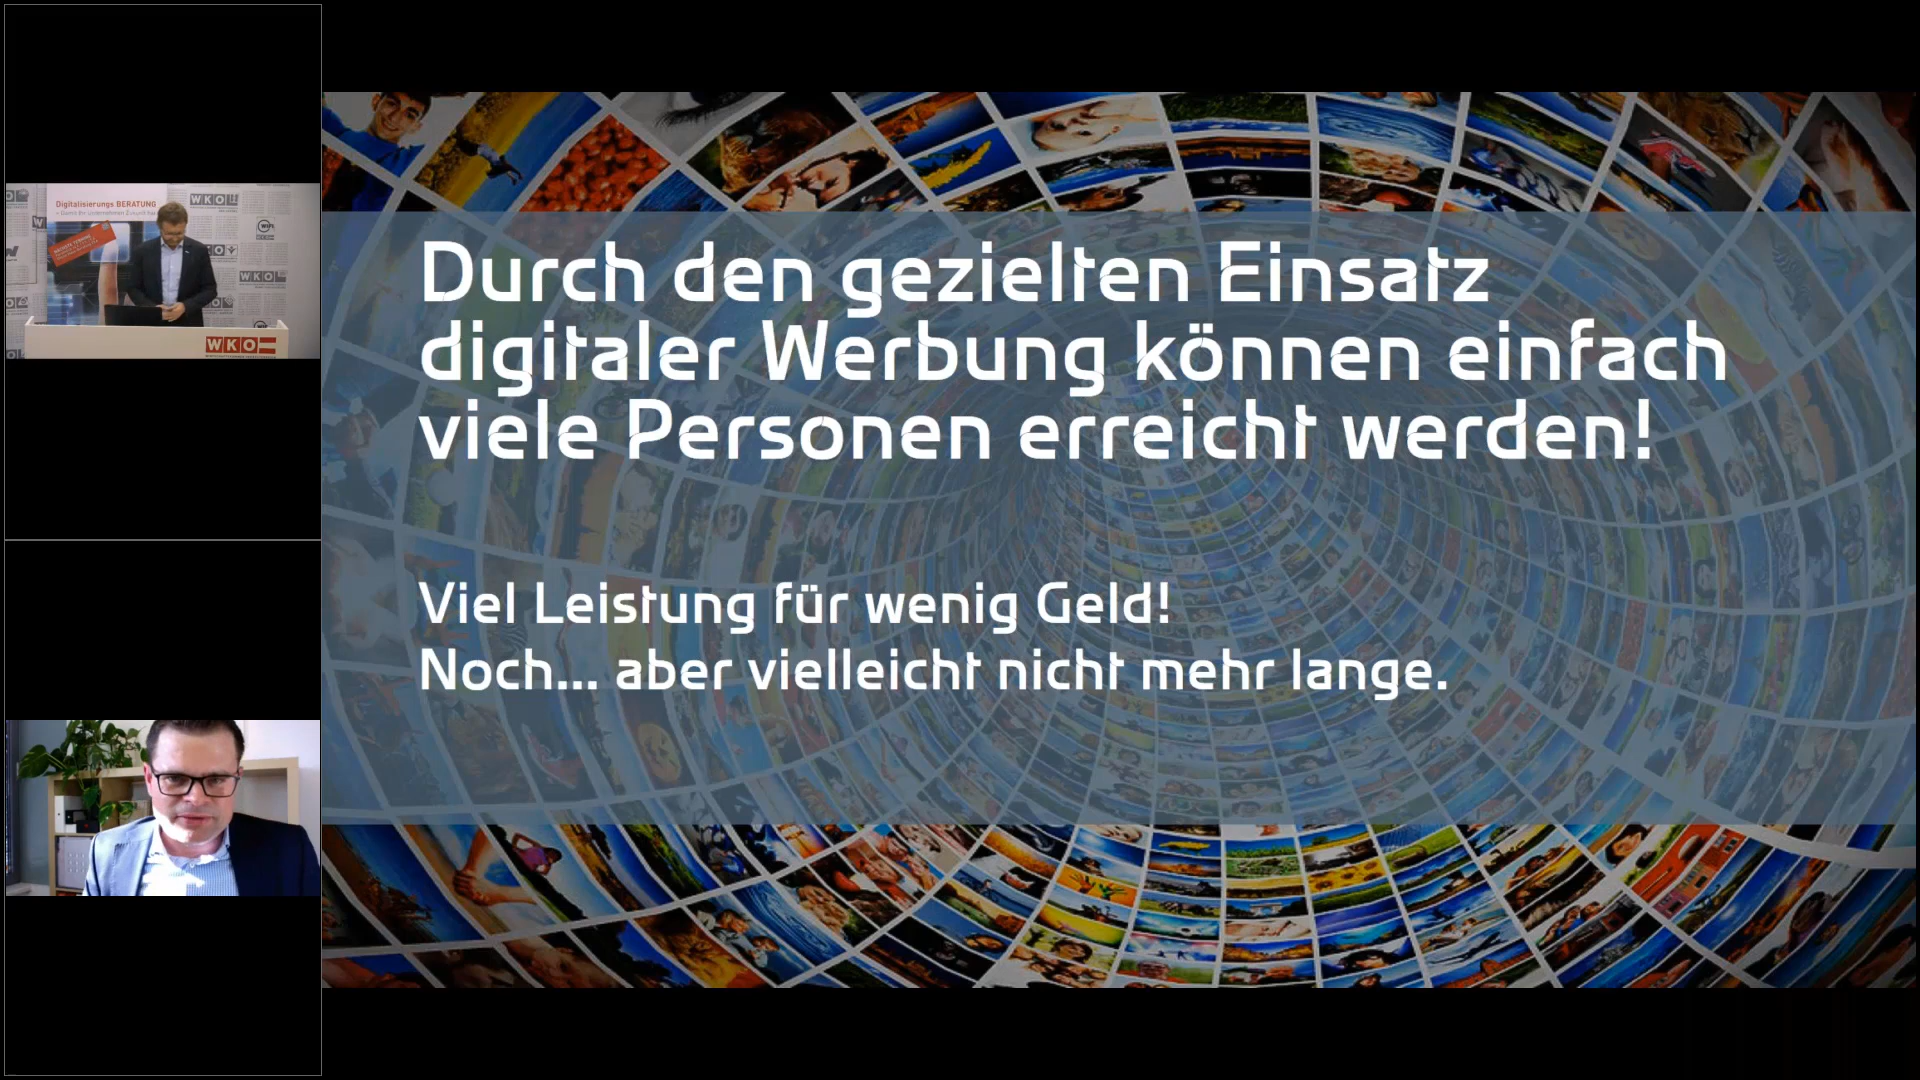 Digitalisierungs BERATUNG
WKO
WIFI
WKO
WKO
Durch den gezielten Einsatz
digitaler Werbung können einfach
viele Personen erreicht werden!
Viel Leistung für wenig Geld!
Noch... aber vielleicht nicht mehr lange.